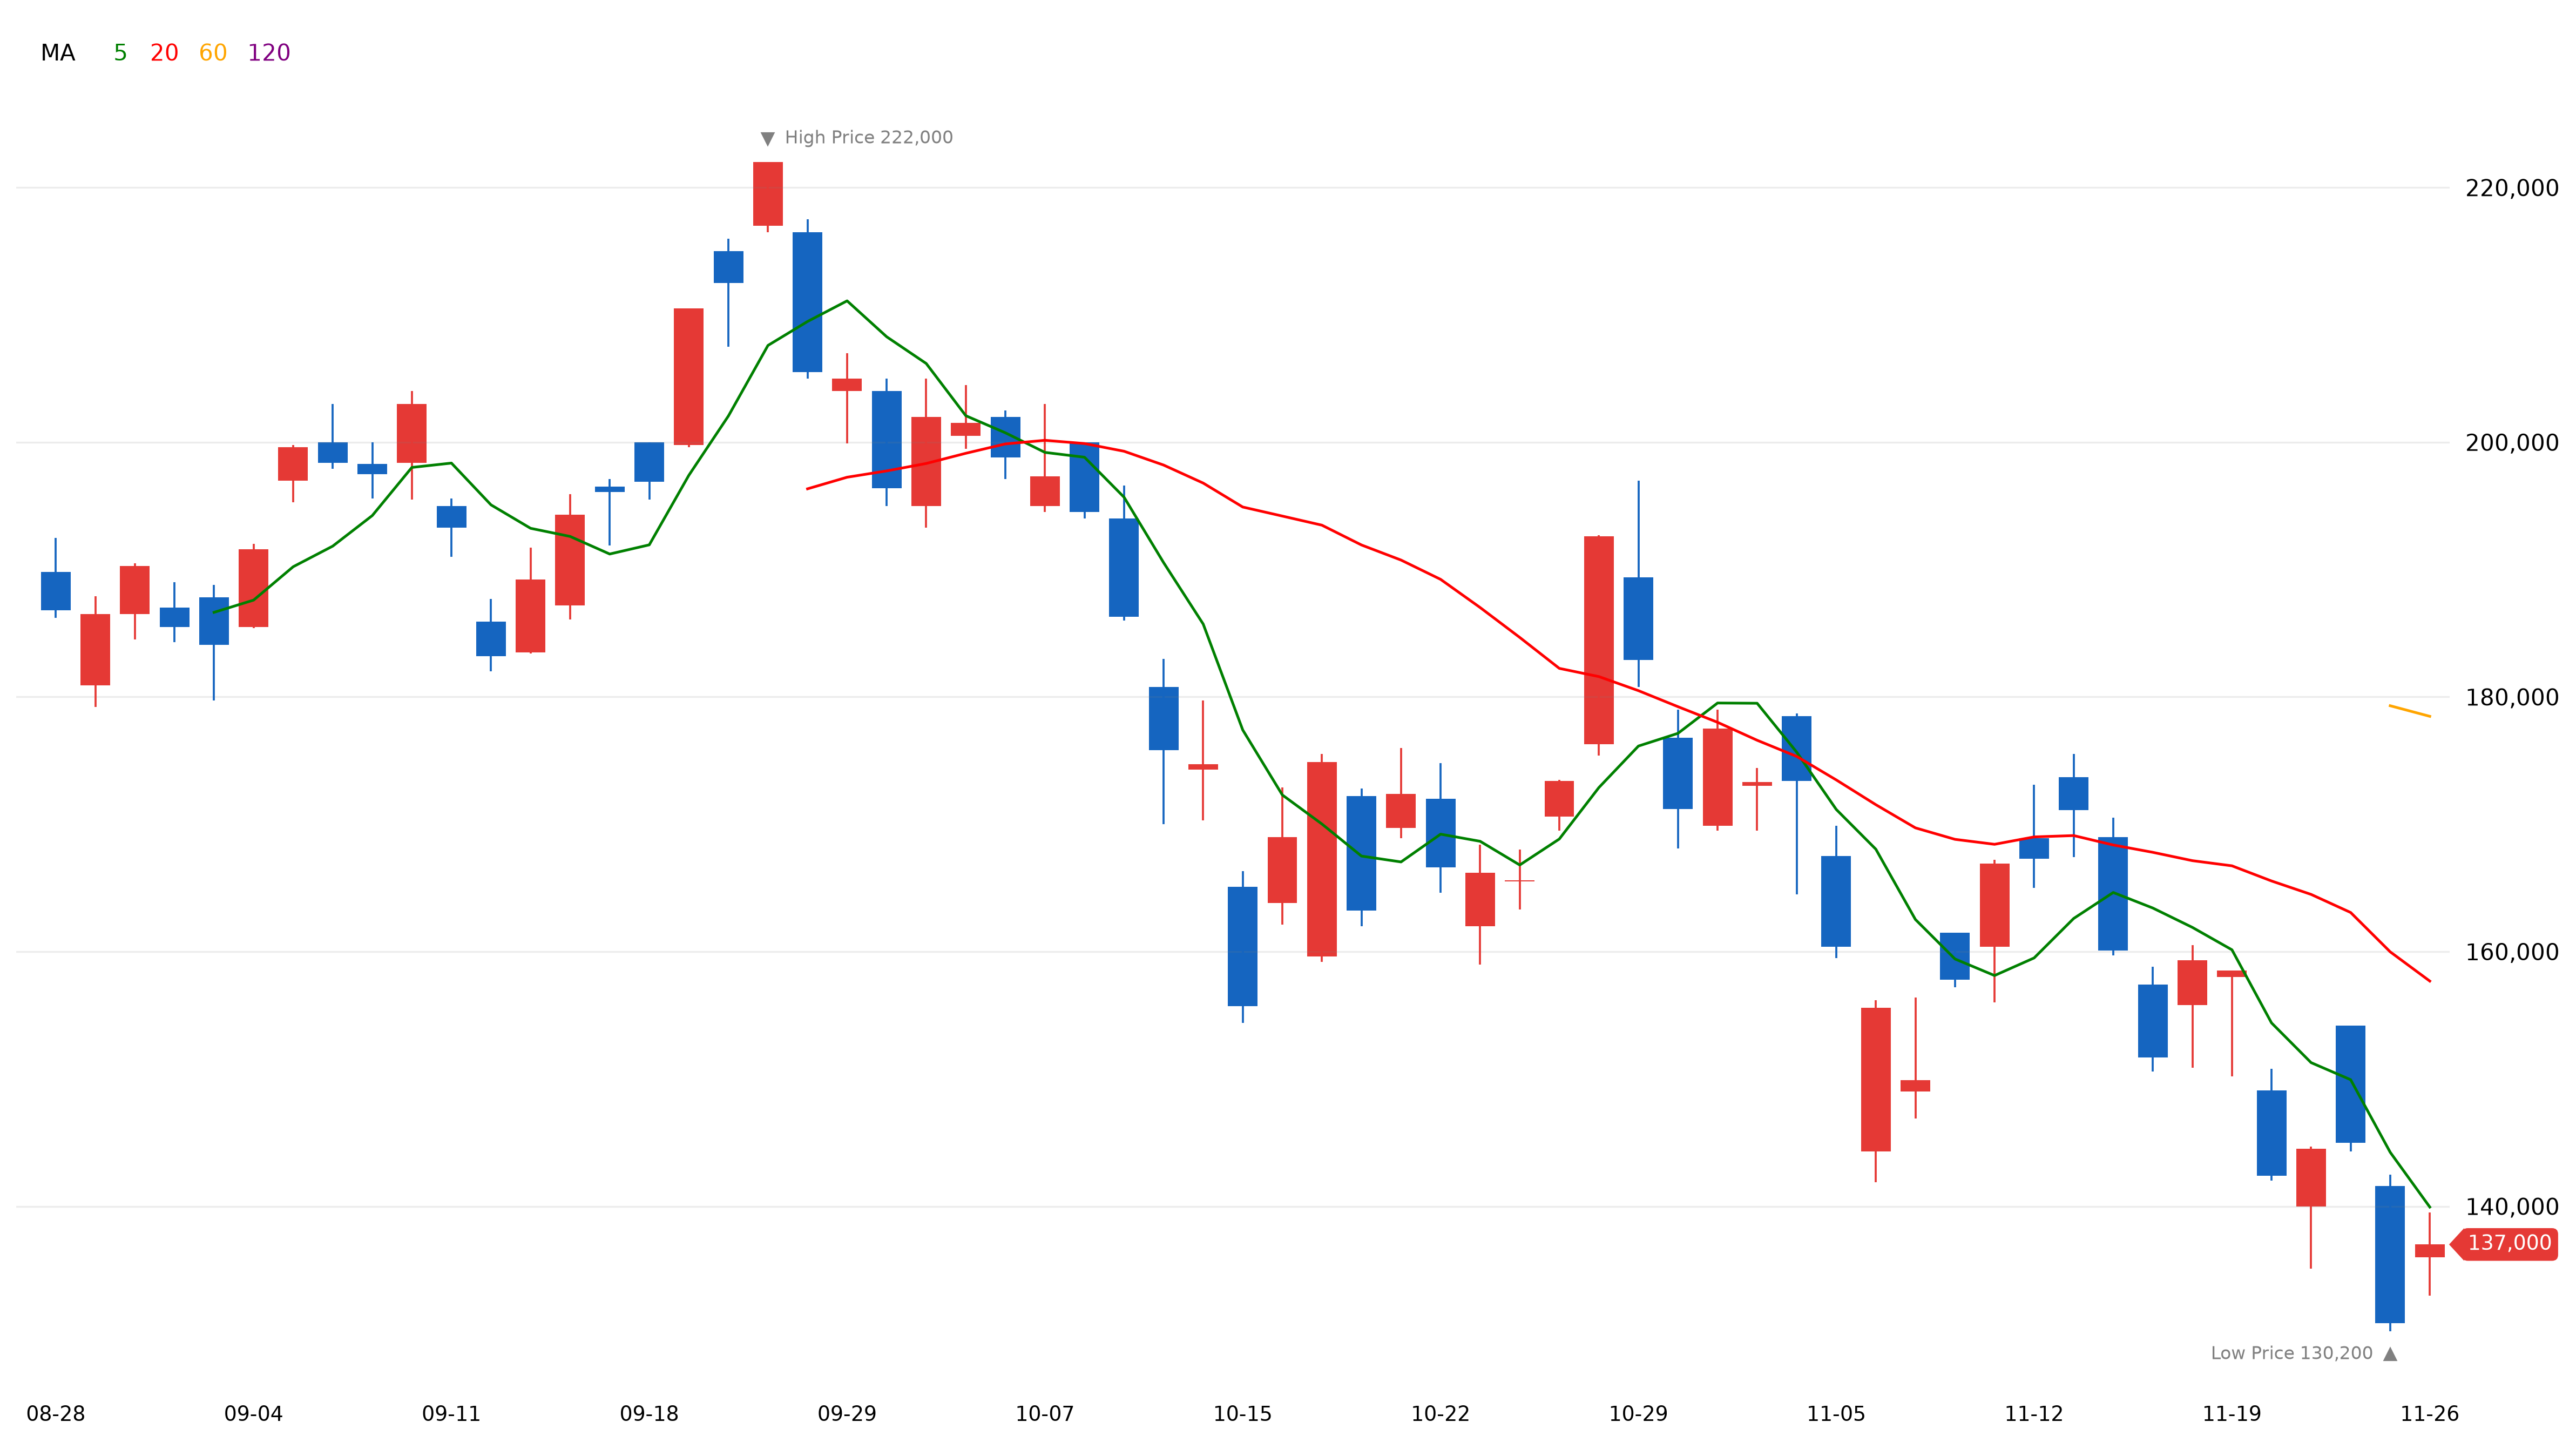 MA 5 20 60 120
▼ High Price 222,000
220,000
200,000
180,000
160,000
140,000
137,000
Low Price 130,200 ▲
08-28 09-04 09-11 09-18 09-29 10-07 10-15 10-22 10-29 11-05 11-12 11-19 11-26